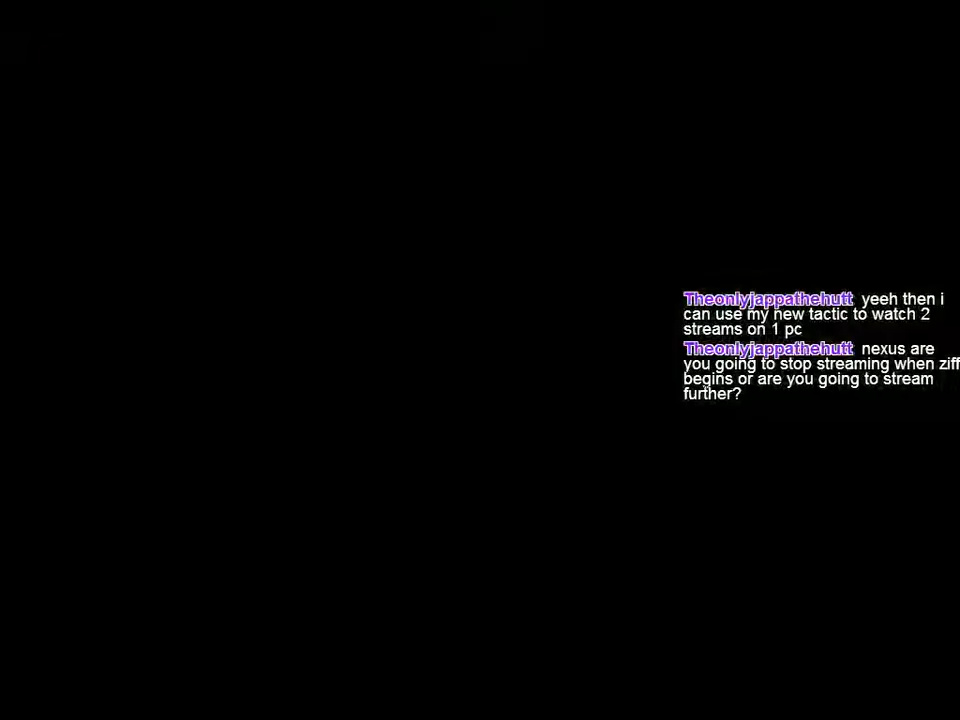 Theonlyjappathehutt yeeh then i
can use my new tactic to watch 2
streams on 1 pc
Theonlyjappathehutt nexus are
you going to stop streaming when ziff
begins or are you going to stream
further?